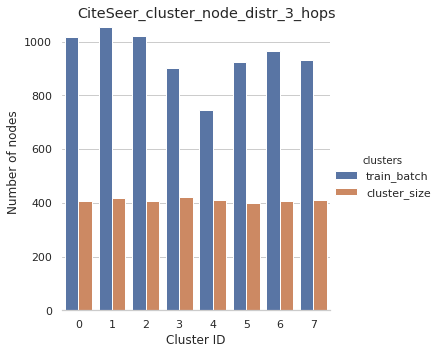 CiteSeer_cluster_node_distr_3_hops
1000
800
600
400
200
0
Number of nodes
0 1 2 3 4 5 6 7
Cluster ID
clusters
train_batch
cluster_size